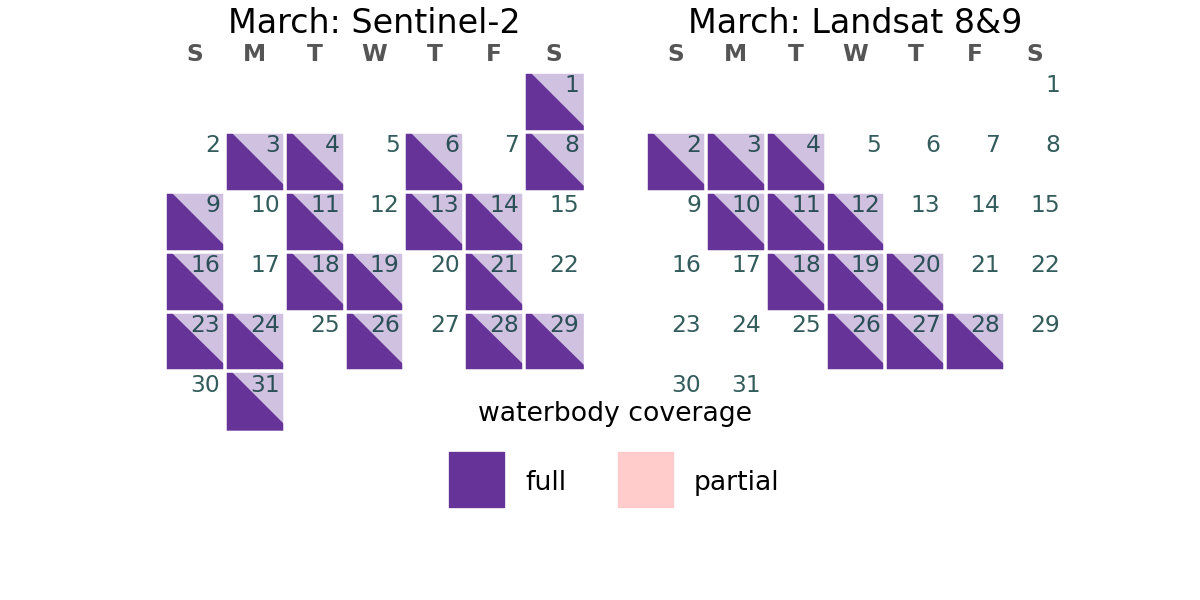 March: Sentinel-2
S M T W T F S
1
2 3 4 5 6 7 8
9 10 11 12 13 14 15
16 17 18 19 20 21 22
23 24 25 26 27 28 29
30 31
March: Landsat 8&9
S M T W T F S
1
2 3 4 5 6 7 8
9 10 11 12 13 14 15
16 17 18 19 20 21 22
23 24 25 26 27 28 29
30 31
waterbody coverage
full partial